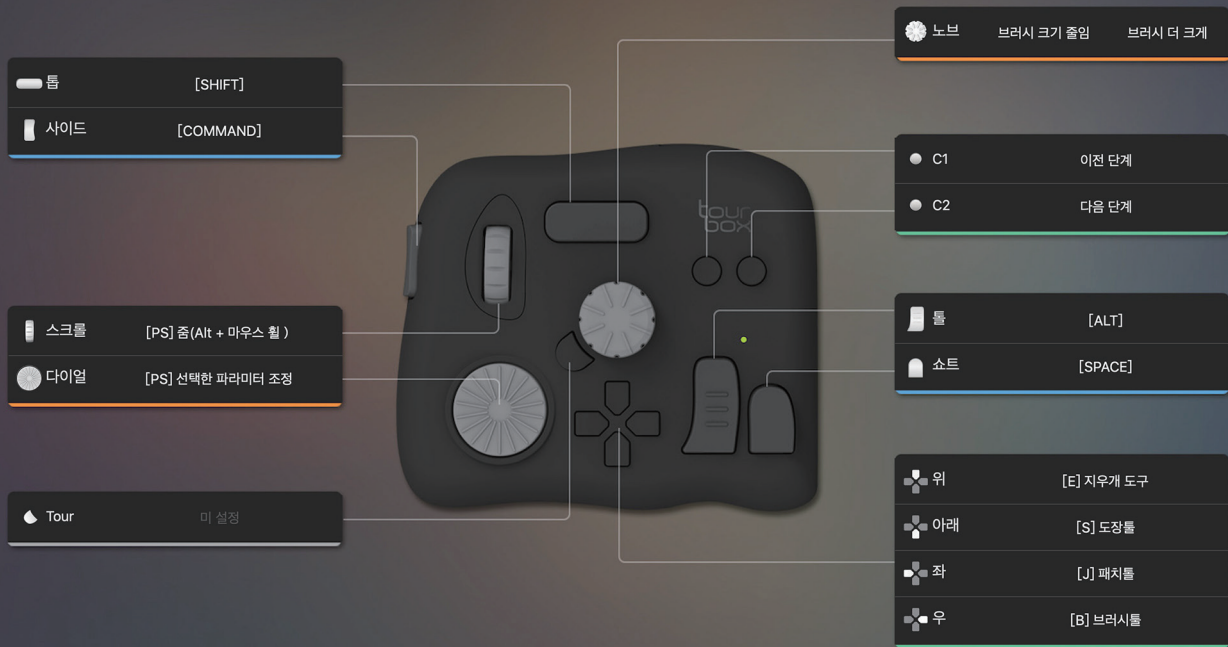 톱 [SHIFT]
사이드 [COMMAND]
스크롤 [PS] 줌(Alt + 마우스 휠 )
다이얼 [PS] 선택한 파라미터 조정
Tour 미 설정
tour
box
노브 브러시 크기 줄임 브러시 더 크게
C1 이전 단계
C2 다음 단계
톨 [ALT]
쇼트 [SPACE]
위 [E] 지우개 도구
아래 [S] 도장툴
좌 [J] 패치톨
우 [B] 브러시툴